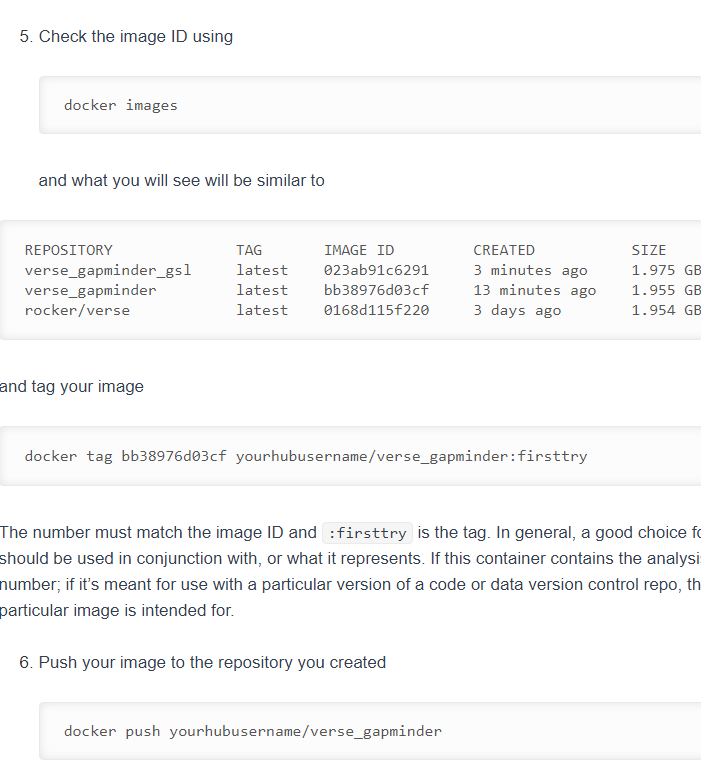 5. Check the image ID using
docker images
and what you will see will be similar to
REPOSITORY TAG IMAGE ID CREATED SIZE
verse_gapminder_gsl latest 023ab91c6291 3 minutes ago 1.975 GB
verse_gapminder latest bb38976d03cf 13 minutes ago 1.955 GB
rocker/verse latest 0168d115f220 3 days ago 1.954 GB
and tag your image
docker tag bb38976d03cf yourhubusername/verse_gapminder:firsttry
The number must match the image ID and :firsttry is the tag. In general, a good choice
should be used in conjunction with, or what it represents. If this container contains the
number; if it’s meant for use with a particular version of a code or data version control repo,
particular image is intended for.
6. Push your image to the repository you created
docker push yourhubusername/verse_gapminder